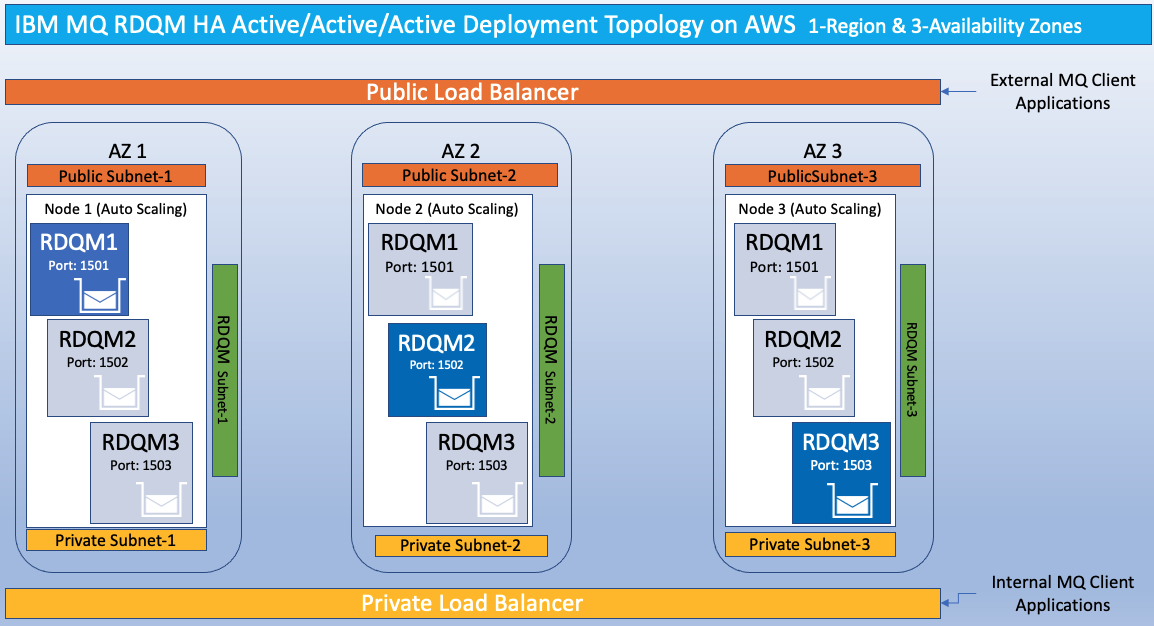 IBM MQ RDQM HA Active/Active/Active Deployment Topology on AWS 1-Region & 3-Availability Zones
Public Load Balancer
External MQ Client
Applications
AZ 1
Public Subnet-1
Node 1 (Auto Scaling)
RDQM1
Port: 1501
RDQM2
Port: 1502
RDQM3
Port: 1503
RDQM Subnet-1
Private Subnet-1
AZ 2
Public Subnet-2
Node 2 (Auto Scaling)
RDQM1
Port: 1501
RDQM2
Port: 1502
RDQM3
Port: 1503
RDQM Subnet-2
Private Subnet-2
AZ 3
PublicSubnet-3
Node 3 (Auto Scaling)
RDQM1
Port: 1501
RDQM2
Port: 1502
RDQM3
Port: 1503
RDQM Subnet-3
Private Subnet-3
Private Load Balancer
Internal MQ Client
Applications